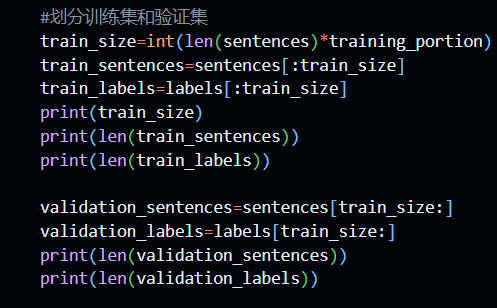 #划分训练集和验证集
train_size=int(len(sentences)*training_portion)
train_sentences=sentences[:train_size]
train_labels=labels[:train_size]
print(train_size)
print(len(train_sentences))
print(len(train_labels))

validation_sentences=sentences[train_size:]
validation_labels=labels[train_size:]
print(len(validation_sentences))
print(len(validation_labels))